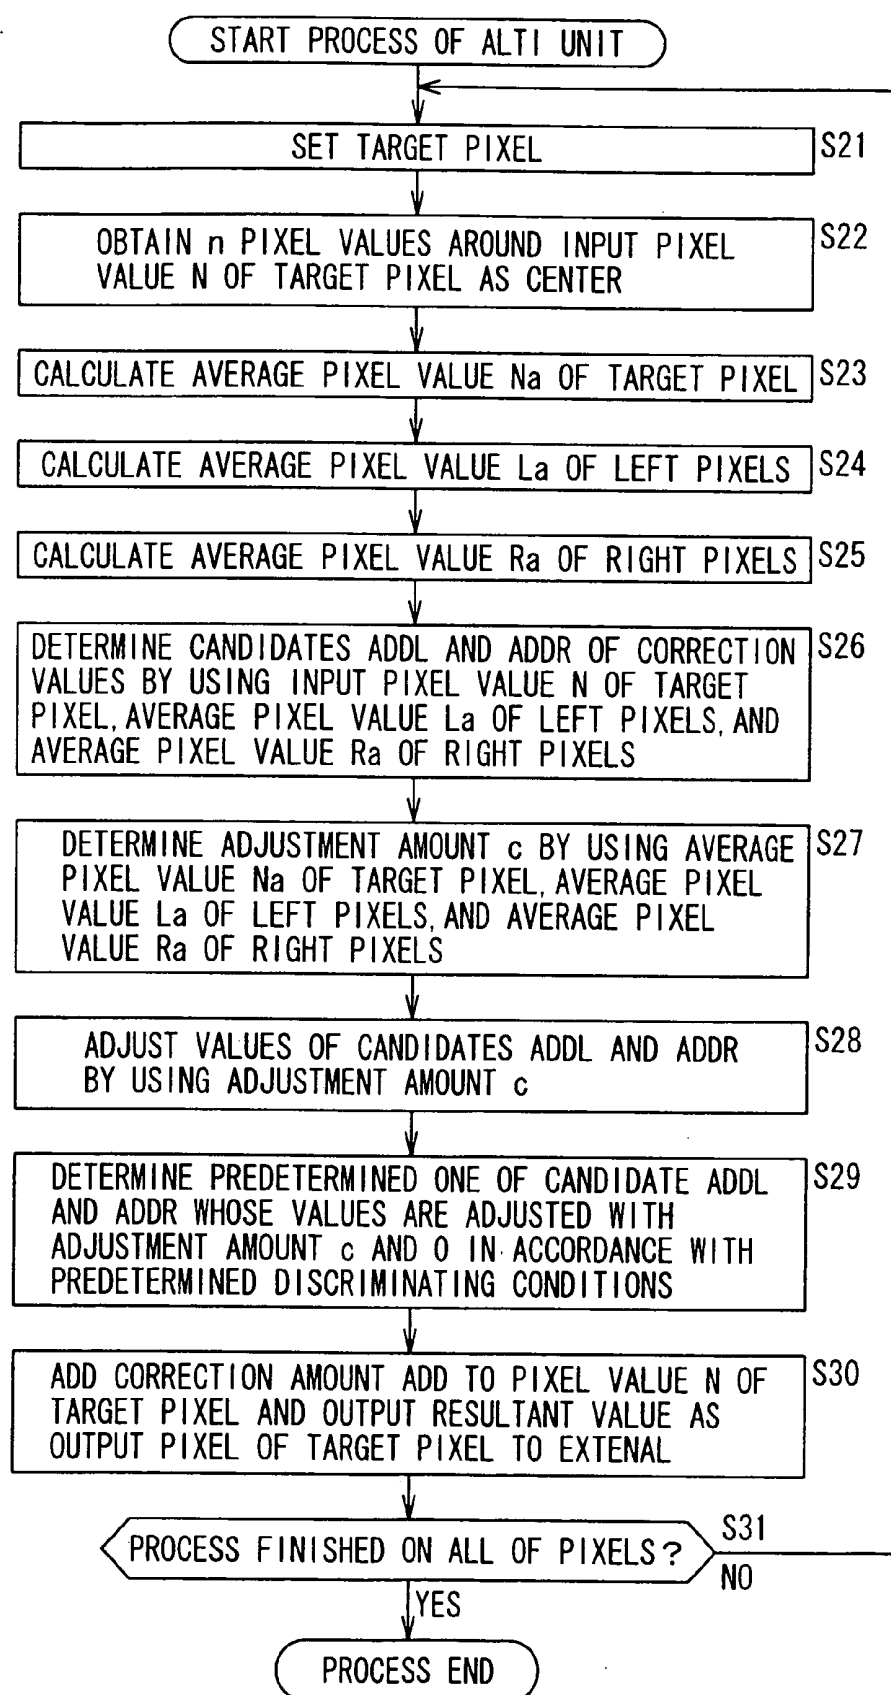 START PROCESS OF ALTI UNIT
SET TARGET PIXEL
S21
OBTAIN n PIXEL VALUES AROUND INPUT PIXEL
VALUE N OF TARGET PIXEL AS CENTER
S22
CALCULATE AVERAGE PIXEL VALUE Na OF TARGET PIXEL
S23
CALCULATE AVERAGE PIXEL VALUE La OF LEFT PIXELS
S24
CALCULATE AVERAGE PIXEL VALUE Ra OF RIGHT PIXELS
S25
DETERMINE CANDIDATES ADDL AND ADDR OF CORRECTION
VALUES BY USING INPUT PIXEL VALUE N OF TARGET
PIXEL, AVERAGE PIXEL VALUE La OF LEFT PIXELS, AND
AVERAGE PIXEL VALUE Ra OF RIGHT PIXELS
S26
DETERMINE ADJUSTMENT AMOUNT c BY USING AVERAGE
PIXEL VALUE Na OF TARGET PIXEL, AVERAGE PIXEL
VALUE La OF LEFT PIXELS, AND AVERAGE PIXEL
VALUE Ra OF RIGHT PIXELS
S27
ADJUST VALUES OF CANDIDATES ADDL AND ADDR
BY USING ADJUSTMENT AMOUNT c
S28
DETERMINE PREDETERMINED ONE OF CANDIDATE ADDL
AND ADDR WHOSE VALUES ARE ADJUSTED WITH
ADJUSTMENT AMOUNT c AND 0 IN ACCORDANCE WITH
PREDETERMINED DISCRIMINATING CONDITIONS
S29
ADD CORRECTION AMOUNT ADD TO PIXEL VALUE N OF
TARGET PIXEL AND OUTPUT RESULTANT VALUE AS
OUTPUT PIXEL OF TARGET PIXEL TO EXTENAL
S30
PROCESS FINISHED ON ALL OF PIXELS?
S31
NO
YES
PROCESS END